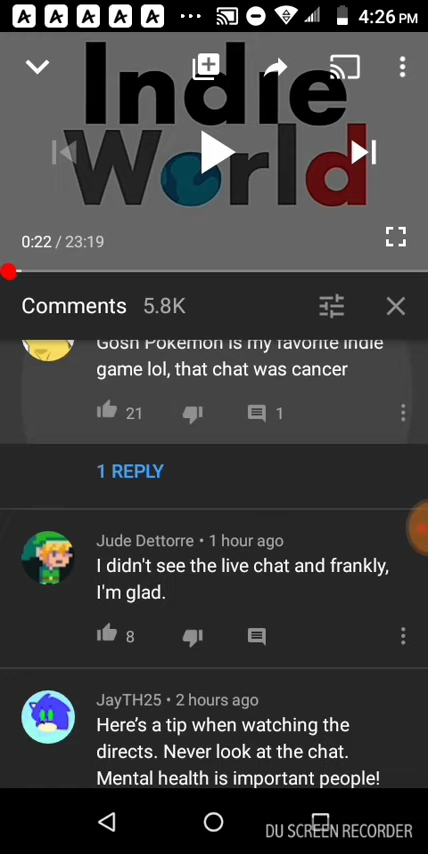 4:26 PM
Indie
World
0:22 / 23:19
Comments 5.8K
Gosh Pokemon is my favorite indie
game lol, that chat was cancer
21 1
1 REPLY
Jude Dettorre • 1 hour ago
I didn't see the live chat and frankly,
I'm glad.
8
JayTH25 • 2 hours ago
Here's a tip when watching the
directs. Never look at the chat.
Mental health is important people!
DU SCREEN RECORDER